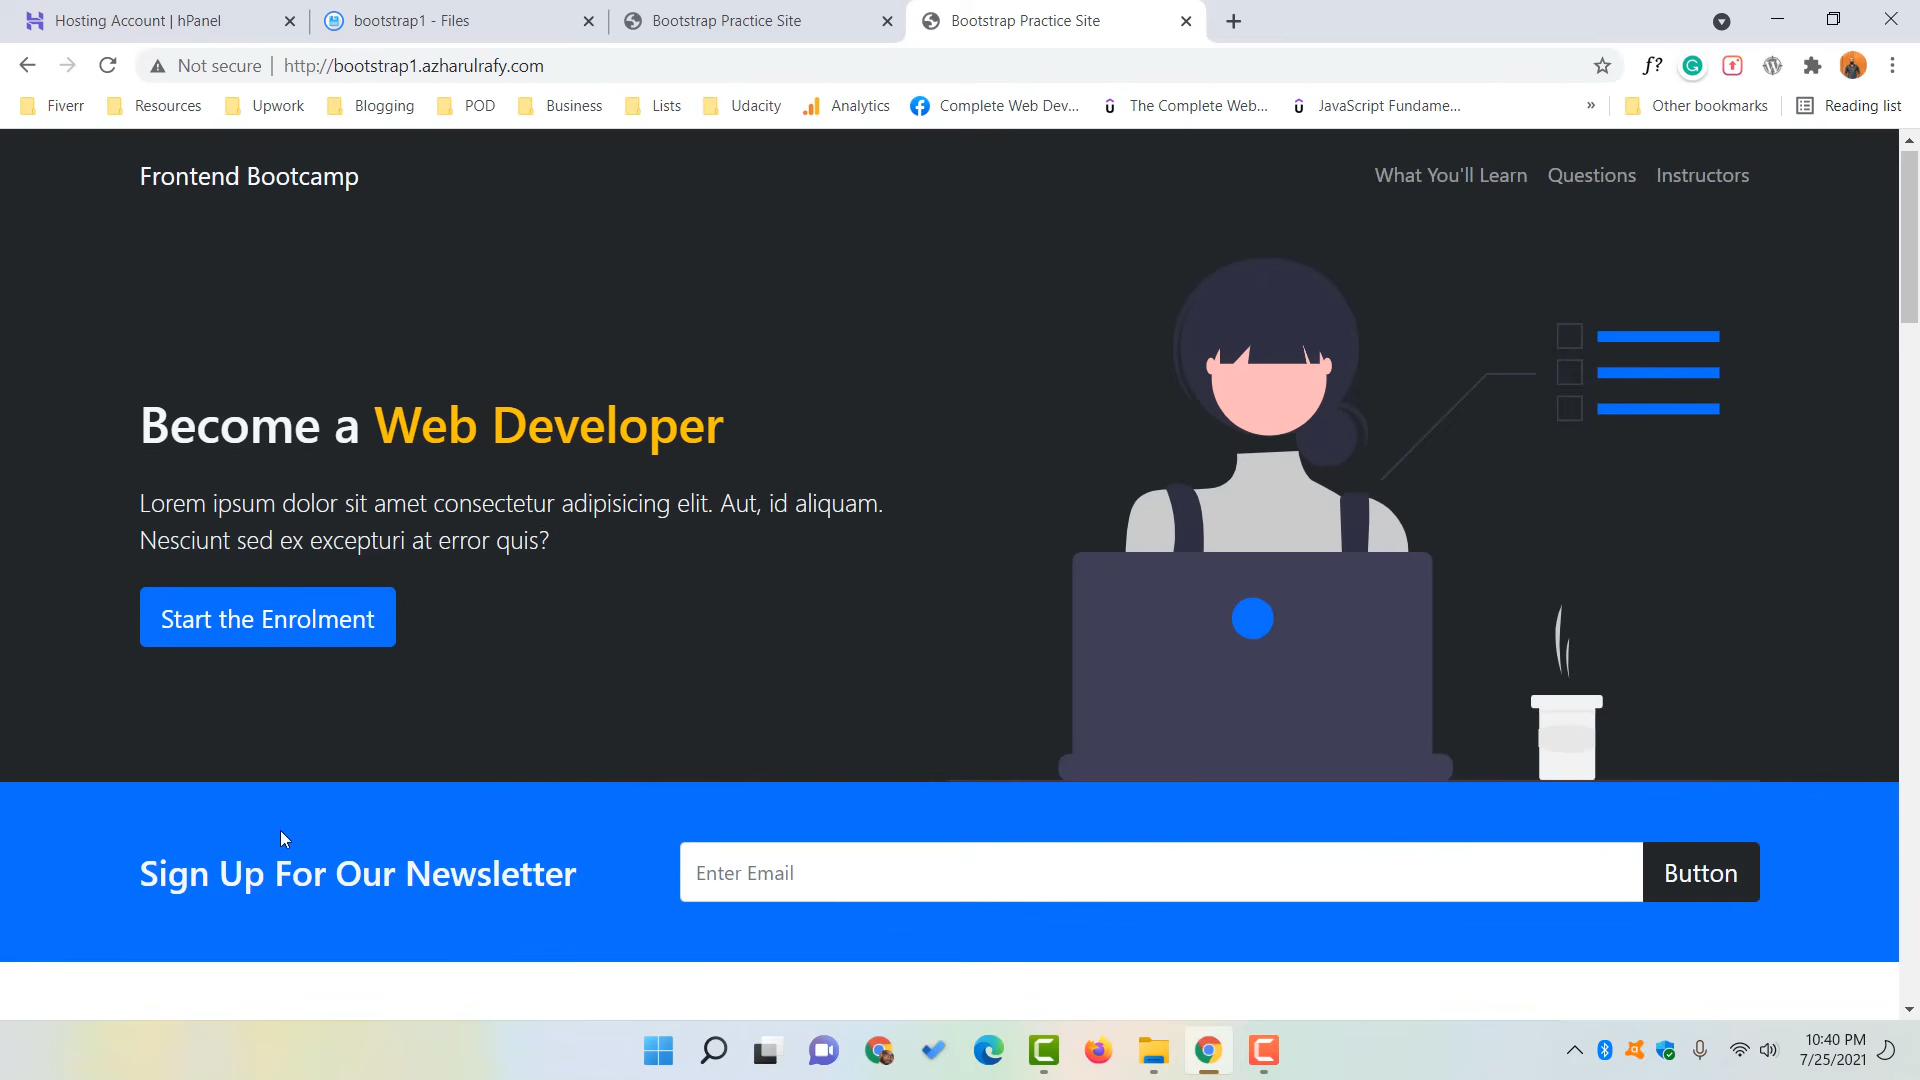 Hosting Account | hPanel
bootstrap1 - Files
Bootstrap Practice Site
Bootstrap Practice Site
Not secure
http://bootstrap1.azharulrafy.com
f?
Fiverr
Resources
Upwork
Blogging
POD
Business
Lists
Udacity
Analytics
Complete Web Dev...
The Complete Web...
JavaScript Fundame...
»
Other bookmarks
Reading list
Frontend Bootcamp
What You'll Learn
Questions
Instructors
Become a Web Developer
Lorem ipsum dolor sit amet consectetur adipisicing elit. Aut, id aliquam.
Nesciunt sed ex excepturi at error quis?
Start the Enrolment
Sign Up For Our Newsletter
Enter Email
Button
10:40 PM
7/25/2021